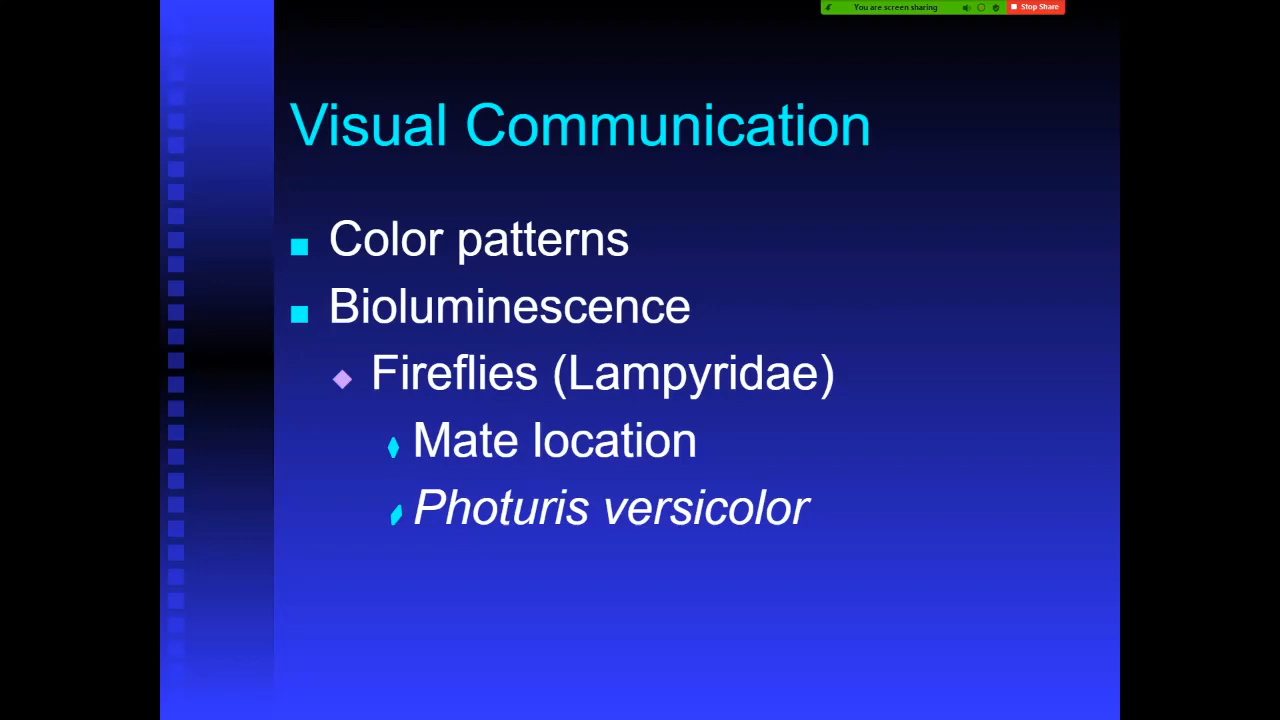 You are screen sharing
Stop Share
Visual Communication
Color patterns
Bioluminescence
Fireflies (Lampyridae)
Mate location
Photuris versicolor